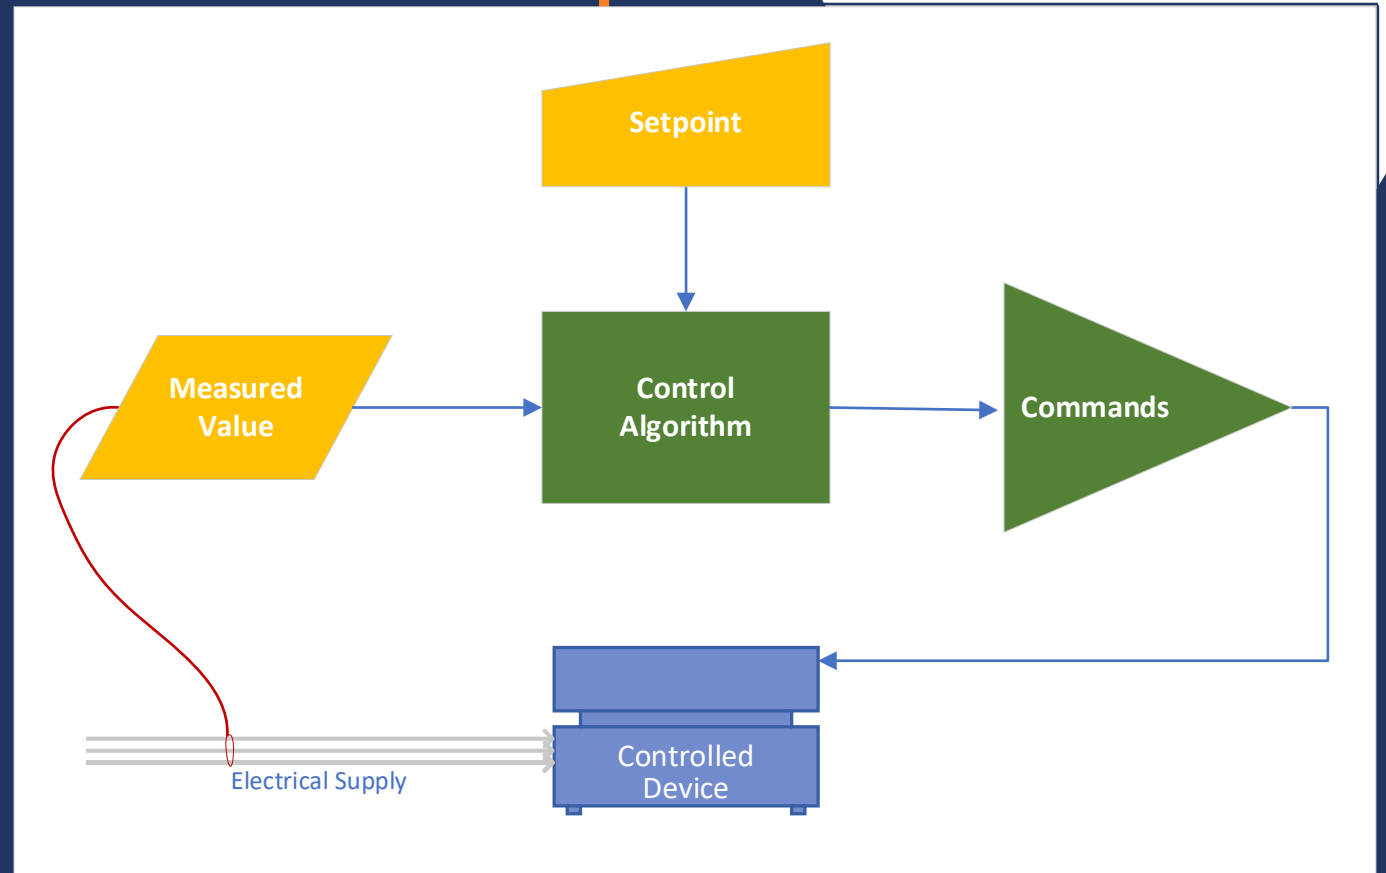 Setpoint
Measured
Value
Control
Algorithm
Commands
Controlled
Device
Electrical Supply